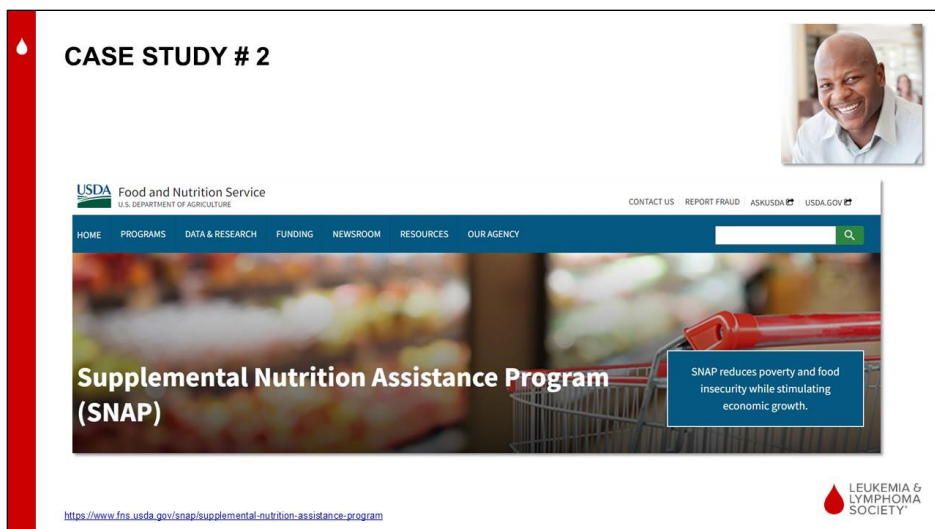 CASE STUDY # 2
USDA Food and Nutrition Service
U.S. DEPARTMENT OF AGRICULTURE
CONTACT US REPORT FRAUD ASKUSDA USDA.GOV
HOME PROGRAMS DATA & RESEARCH FUNDING NEWSROOM RESOURCES OUR AGENCY
Supplemental Nutrition Assistance Program
(SNAP)
SNAP reduces poverty and food
insecurity while stimulating
economic growth.
https://www.fns.usda.gov/snap/supplemental-nutrition-assistance-program
LEUKEMIA &
LYMPHOMA
SOCIETY®